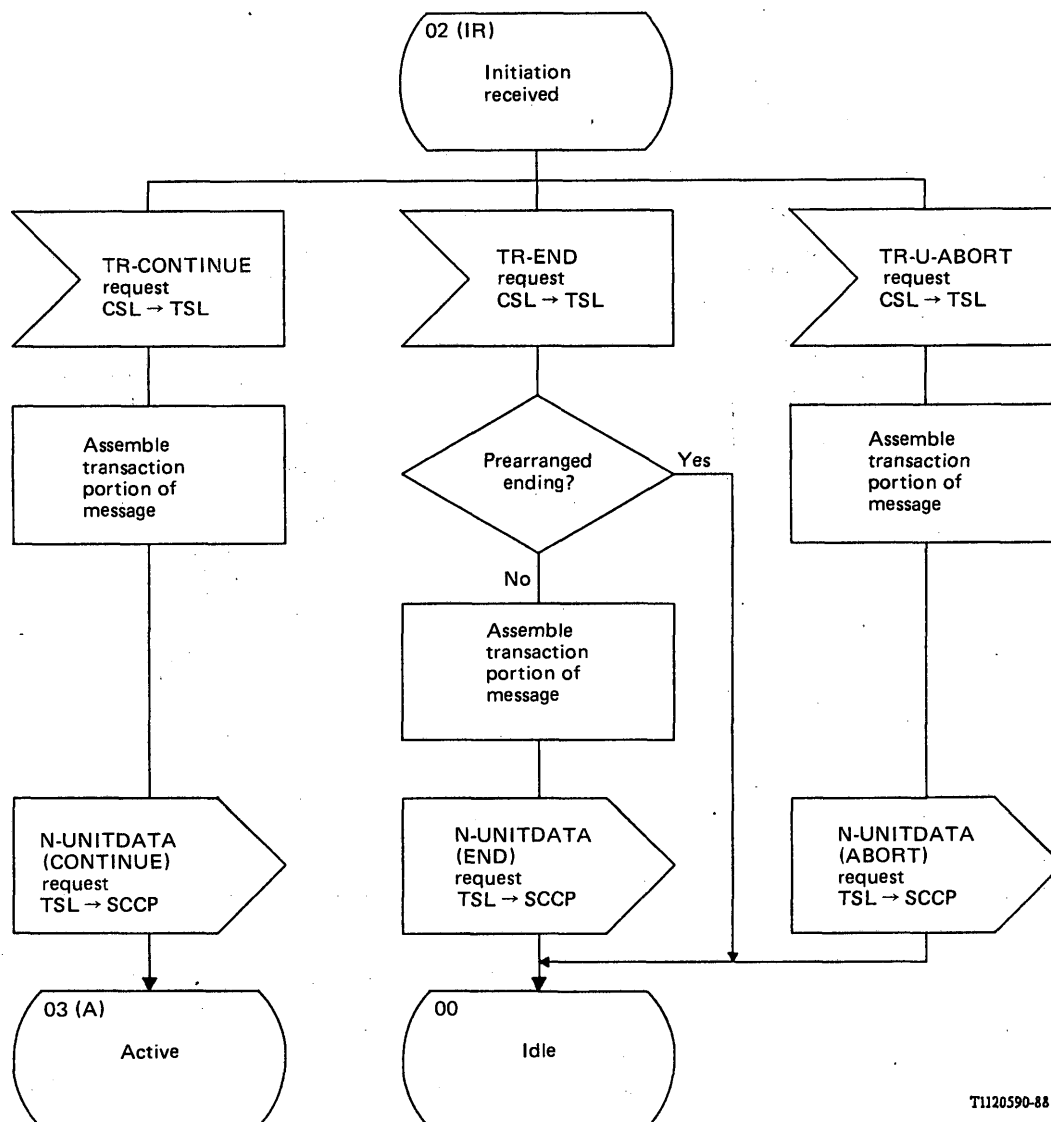 02 (IR)
Initiation
received
TR-CONTINUE
request
CSL → TSL
TR-END
request
CSL → TSL
TR-U-ABORT
request
CSL → TSL
Assemble
transaction
portion of
message
Prearranged
ending?
Yes
No
Assemble
transaction
portion of
message
Assemble
transaction
portion of
message
N-UNITDATA
(CONTINUE)
request
TSL → SCCP
N-UNITDATA
(END)
request
TSL → SCCP
N-UNITDATA
(ABORT)
request
TSL → SCCP
03 (A)
Active
00
Idle
T1120590-88